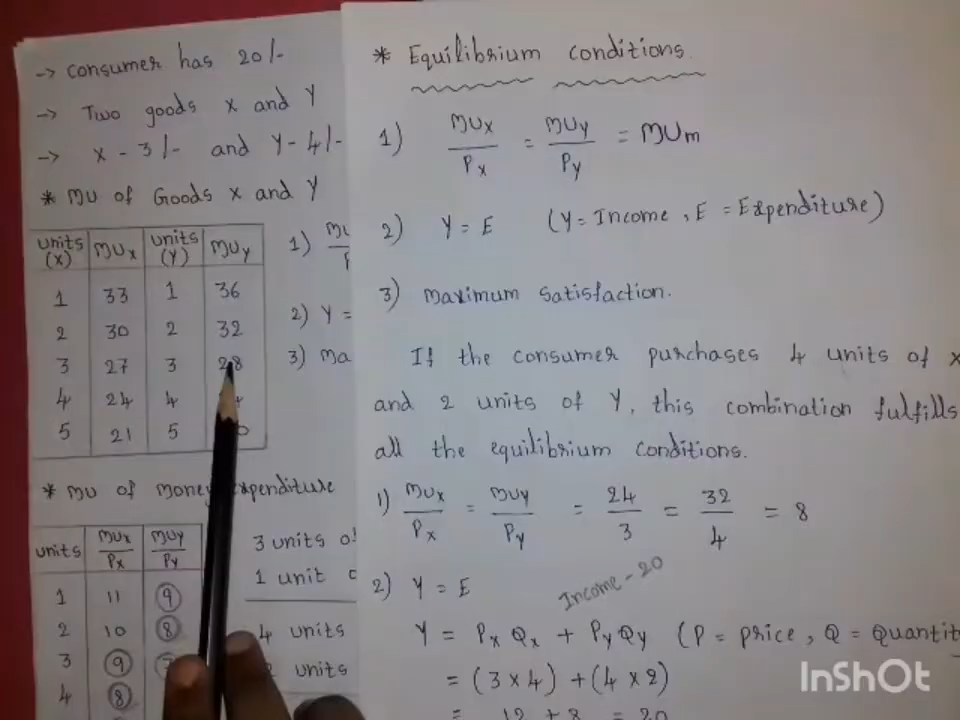 -> Consumer has 20/-
-> Two goods X and Y
-> X - 3/- and Y - 4/-
* MU of Goods X and Y
units (X) MUx units (Y) MUy
1 33 1 36
2 30 2 32
3 27 3 28
4 24 4
5 21 5
1) MU
2) Y =
3) Ma
* MU of Money Expenditure
units MUx/Px MUy/Py
1 11 9
2 10 8
3 9
4 8
3 units of
1 unit
4 units
units
* Equilibrium conditions
1) MUx/Px = MUy/Py = MUm
2) Y = E (Y = Income, E = Expenditure)
3) Maximum Satisfaction.
If the consumer purchases 4 units of x
and 2 units of Y, this combination fulfills
all the equilibrium conditions.
1) MUx/Px = MUy/Py = 24/3 = 32/4 = 8
2) Y = E
Income - 20
Y = PxQx + PyQy (P = price, Q = Quantit
= (3 x 4) + (4 x 2)
= 12 + 8 = 20
InShOt